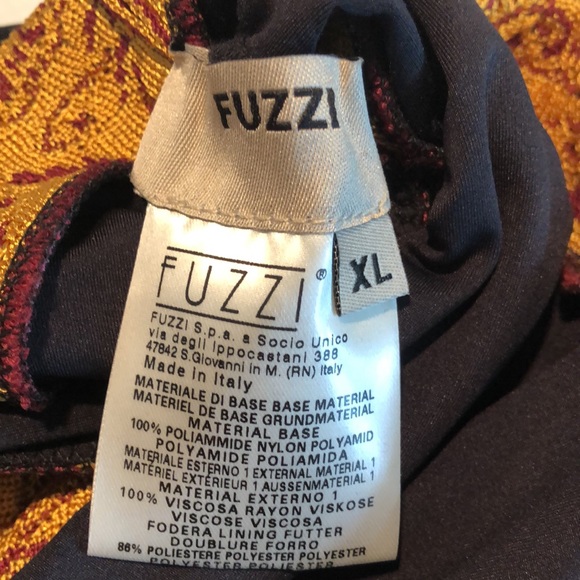 FUZZI
XL
FUZZI ®
FUZZI S.p.a. a Socio Unico
via degli Ippocastani 388
47842 S.Giovanni in M. (RN) Italy
Made in Italy
MATERIALE DI BASE BASE MATERIAL
MATERIEL DE BASE GRUNDMATERIAL
MATERIAL BASE
100% POLIAMMIDE NYLON POLYAMID
POLYAMIDE POLIAMIDA
MATERIALE ESTERNO 1 EXTERNAL MATERIAL 1
MATÉRIEL EXTÉRIEUR 1 AUSSENMATERIAL 1
MATERIAL EXTERNO 1
100% VISCOSA RAYON VISKOSE
VISCOSE VISCOSA
FODERA LINING FUTTER
DOUBLURE FORRO
86% POLIESTERE POLYESTER POLYESTER
POLYESTER